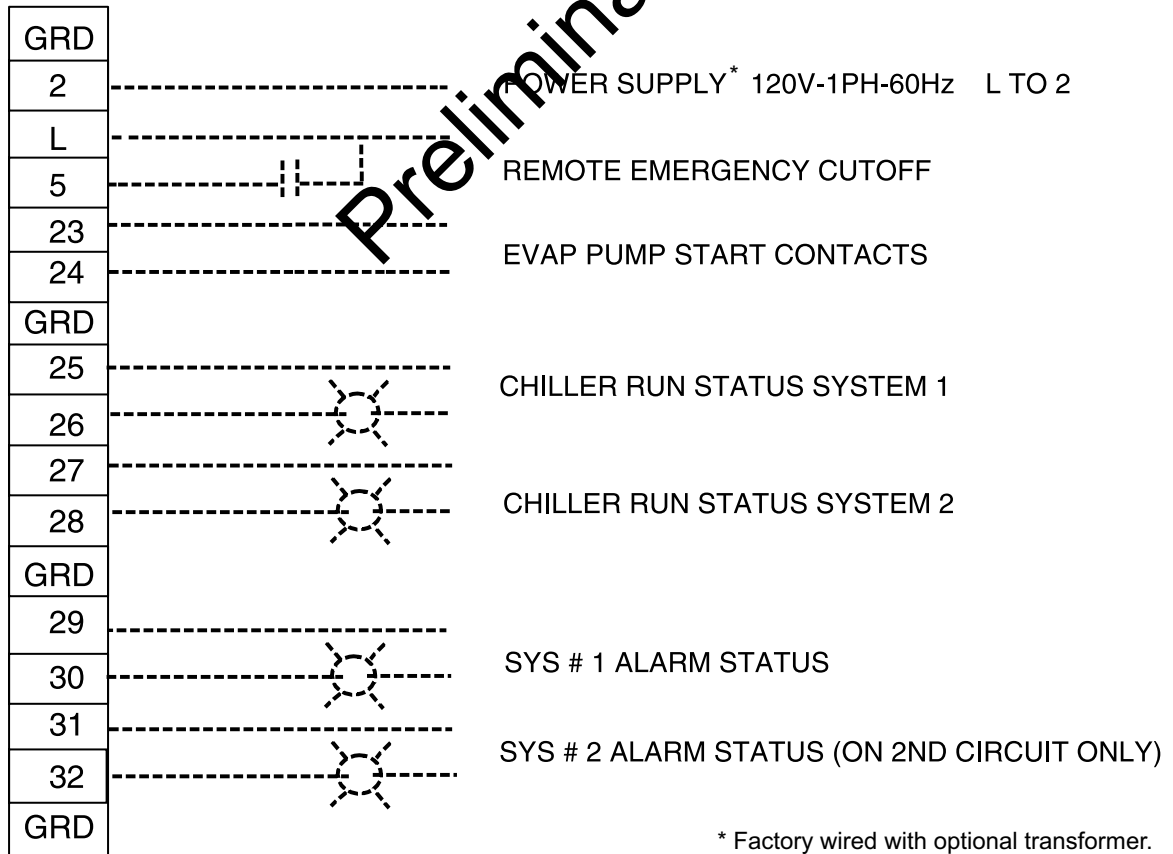 Prelimina
GRD
2 POWER SUPPLY* 120V-1PH-60Hz L TO 2
L
5 REMOTE EMERGENCY CUTOFF
23
24 EVAP PUMP START CONTACTS
GRD
25
26 CHILLER RUN STATUS SYSTEM 1
27
28 CHILLER RUN STATUS SYSTEM 2
GRD
29
30 SYS # 1 ALARM STATUS
31
32 SYS # 2 ALARM STATUS (ON 2ND CIRCUIT ONLY)
GRD
* Factory wired with optional transformer.